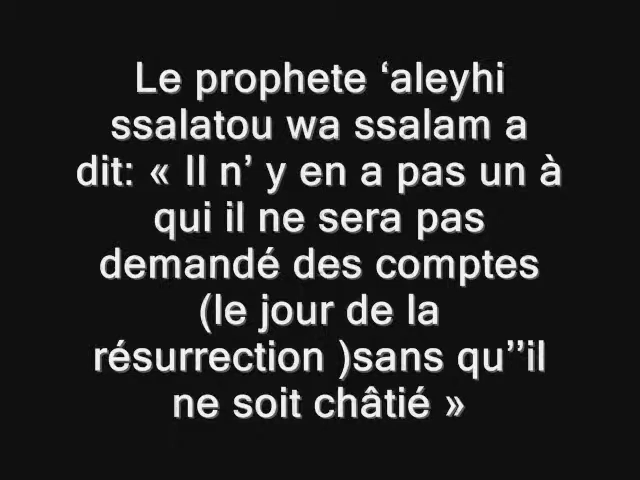 Le prophete ‘aleyhi
ssalatou wa ssalam a
dit: « Il n’ y en a pas un à
qui il ne sera pas
demandé des comptes
(le jour de la
résurrection )sans qu’’il
ne soit châtié »